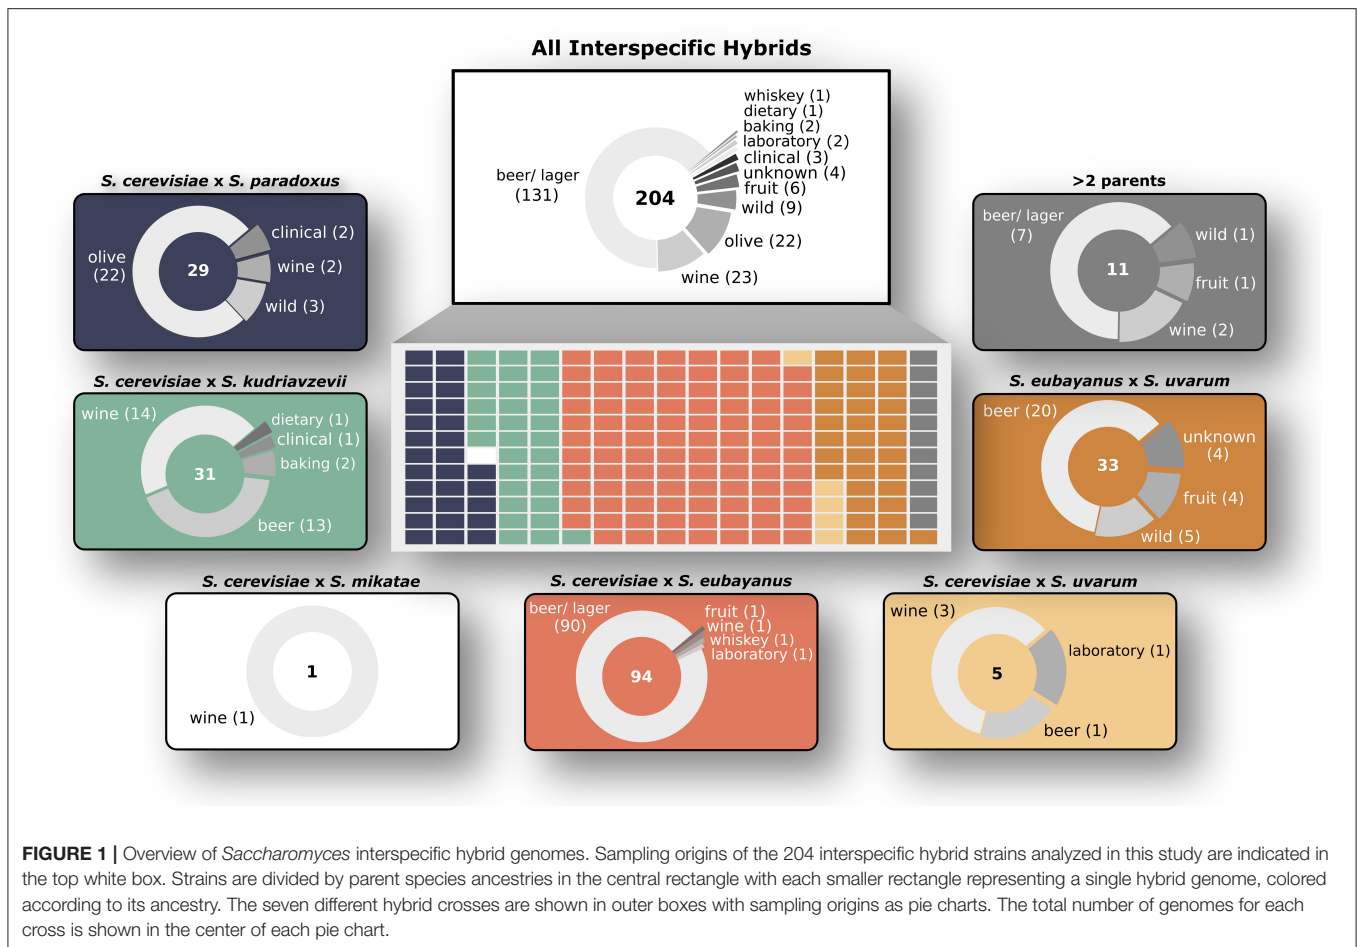 All Interspecific Hybrids
whiskey (1)
dietary (1)
baking (2)
laboratory (2)
clinical (3)
unknown (4)
fruit (6)
wild (9)
olive (22)
wine (23)
beer/ lager
(131)
204
S. cerevisiae x S. paradoxus
olive
(22)
29
clinical (2)
wine (2)
wild (3)
>2 parents
beer/ lager
(7)
11
wild (1)
fruit (1)
wine (2)
S. cerevisiae x S. kudriavzevii
wine (14)
31
dietary (1)
clinical (1)
baking (2)
beer (13)
S. eubayanus x S. uvarum
beer (20)
33
unknown
(4)
fruit (4)
wild (5)
S. cerevisiae x S. mikatae
1
wine (1)
S. cerevisiae x S. eubayanus
beer/ lager
(90)
94
fruit (1)
wine (1)
whiskey (1)
laboratory (1)
S. cerevisiae x S. uvarum
wine (3)
5
laboratory (1)
beer (1)
FIGURE 1 | Overview of Saccharomyces interspecific hybrid genomes. Sampling origins of the 204 interspecific hybrid strains analyzed in this study are indicated in
the top white box. Strains are divided by parent species ancestries in the central rectangle with each smaller rectangle representing a single hybrid genome, colored
according to its ancestry. The seven different hybrid crosses are shown in outer boxes with sampling origins as pie charts. The total number of genomes for each
cross is shown in the center of each pie chart.